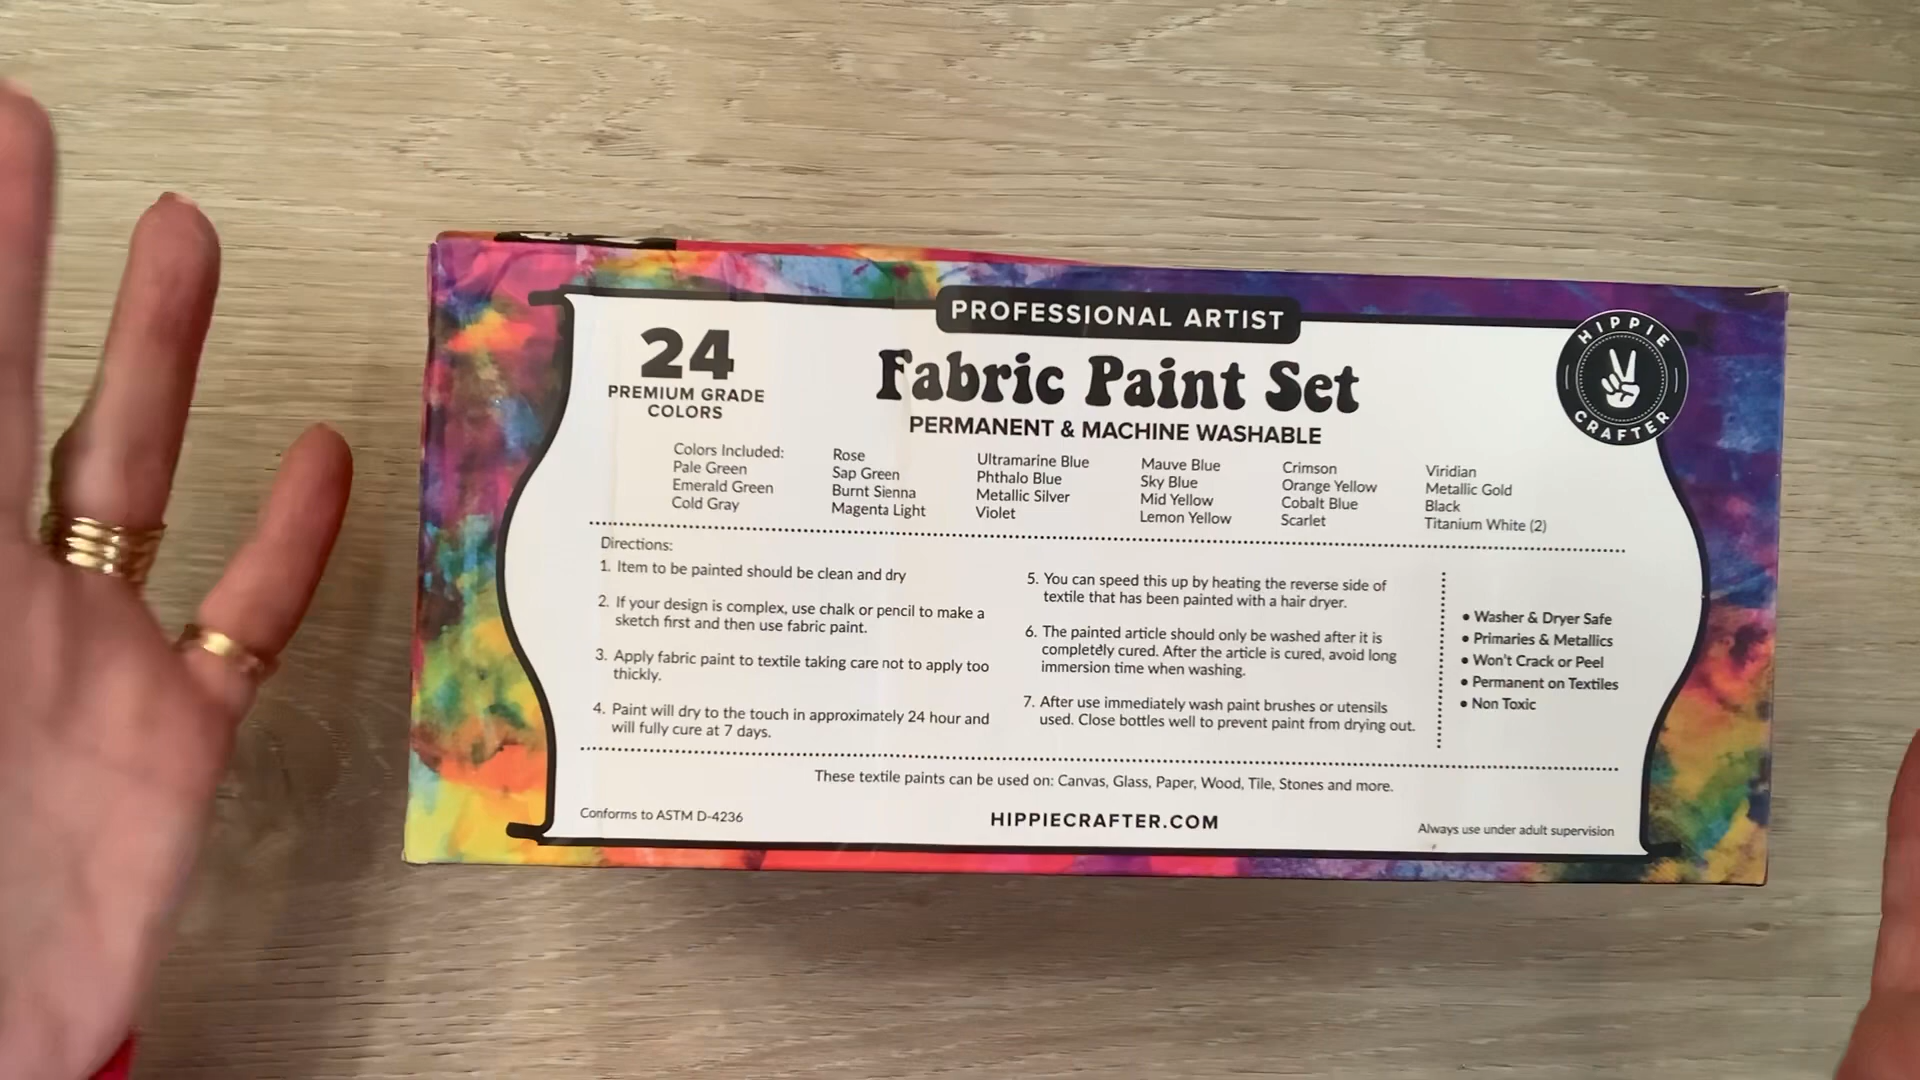 PROFESSIONAL ARTIST
24
PREMIUM GRADE
COLORS
Fabric Paint Set
PERMANENT & MACHINE WASHABLE
HIPPIE
CRAFTER
Colors Included:
Pale Green
Emerald Green
Cold Gray
Rose
Sap Green
Burnt Sienna
Magenta Light
Ultramarine Blue
Phthalo Blue
Metallic Silver
Violet
Mauve Blue
Sky Blue
Mid Yellow
Lemon Yellow
Crimson
Orange Yellow
Cobalt Blue
Scarlet
Viridian
Metallic Gold
Black
Titanium White (2)
Directions:
1. Item to be painted should be clean and dry
2. If your design is complex, use chalk or pencil to make a
sketch first and then use fabric paint.
3. Apply fabric paint to textile taking care not to apply too
thickly.
4. Paint will dry to the touch in approximately 24 hour and
will fully cure at 7 days.
5. You can speed this up by heating the reverse side of
textile that has been painted with a hair dryer.
6. The painted article should only be washed after it is
completely cured. After the article is cured, avoid long
immersion time when washing.
7. After use immediately wash paint brushes or utensils
used. Close bottles well to prevent paint from drying out.
• Washer & Dryer Safe
• Primaries & Metallics
• Won't Crack or Peel
• Permanent on Textiles
• Non Toxic
These textile paints can be used on: Canvas, Glass, Paper, Wood, Tile, Stones and more.
Conforms to ASTM D-4236
HIPPIECRAFTER.COM
Always use under adult supervision